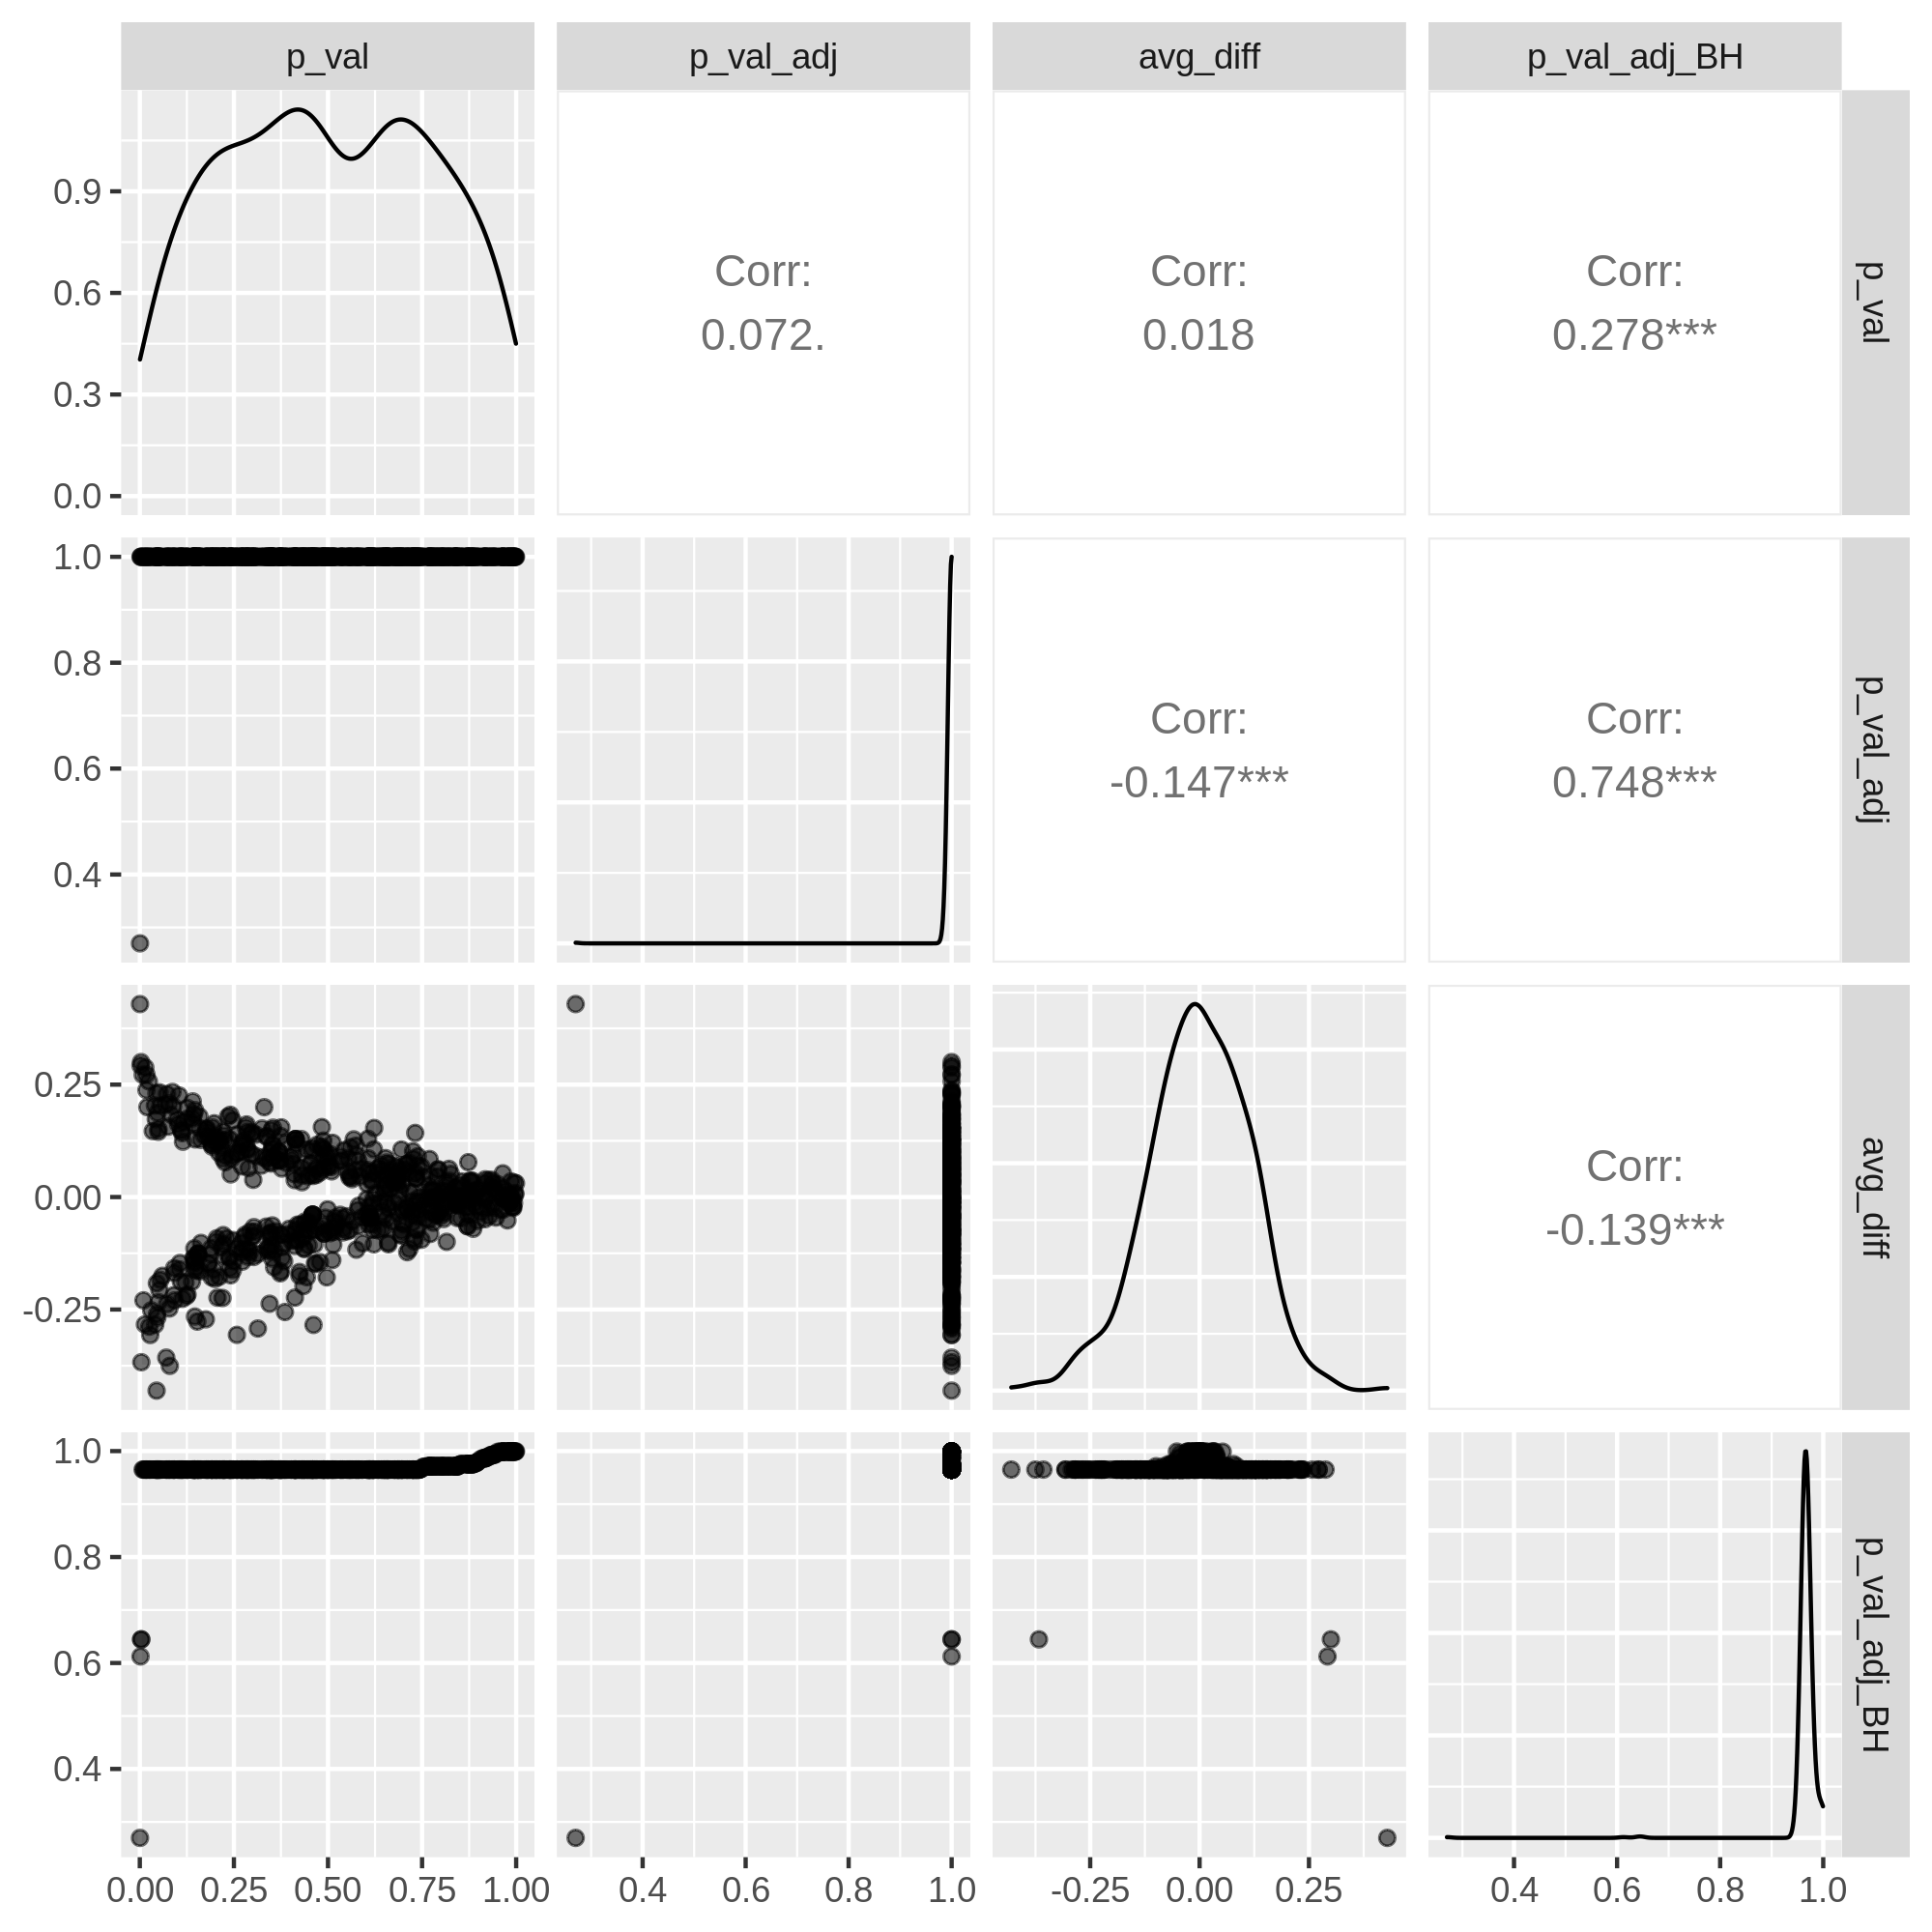 p_val p_val_adj avg_diff p_val_adj_BH
0.9
0.6
0.3
0.0
Corr:
0.072.
Corr:
0.018
Corr:
0.278***
p_val
1.0
0.8
0.6
0.4
Corr:
-0.147***
Corr:
0.748***
p_val_adj
0.25
0.00
-0.25
Corr:
-0.139***
avg_diff
1.0
0.8
0.6
0.4
p_val_adj_BH
0.00 0.25 0.50 0.75 1.00 0.4 0.6 0.8 1.0 -0.25 0.00 0.25 0.4 0.6 0.8 1.0